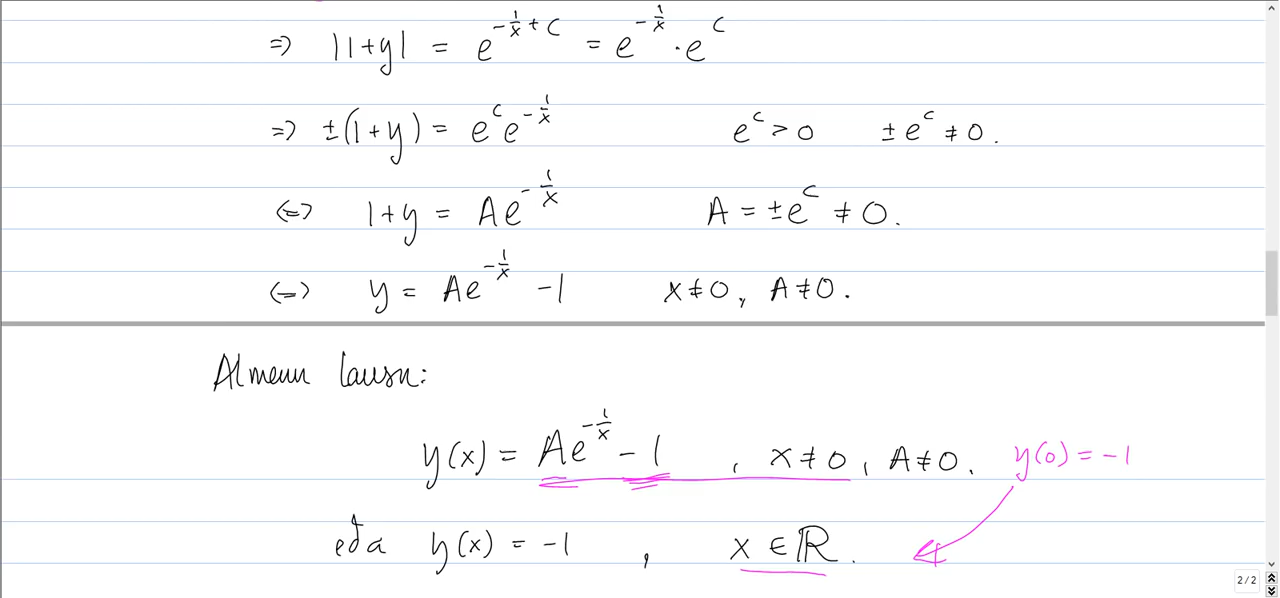 => |1+y| = e^{-1/x + C} = e^{-1/x} · e^C
=> ±(1+y) = e^C e^{-1/x} e^C > 0 ±e^C ≠ 0.
<=> 1+y = Ae^{-1/x} A = ±e^C ≠ 0.
<=> y = Ae^{-1/x} - 1 x≠0, A≠0.
Almenn lausn:
y(x) = Ae^{-1/x} - 1 , x≠0, A≠0. y(0) = -1
eða y(x) = -1 , x ∈ ℝ.
2/2